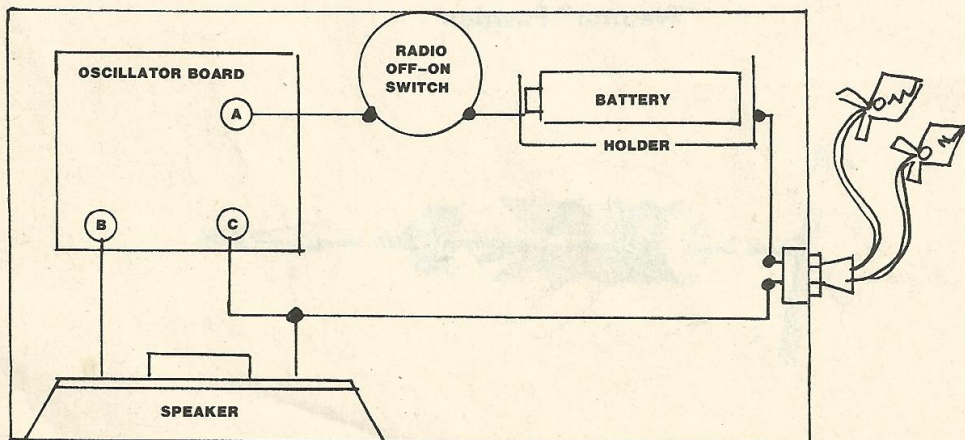 RADIO
OFF-ON
SWITCH
OSCILLATOR BOARD
A
BATTERY
HOLDER
B
C
SPEAKER